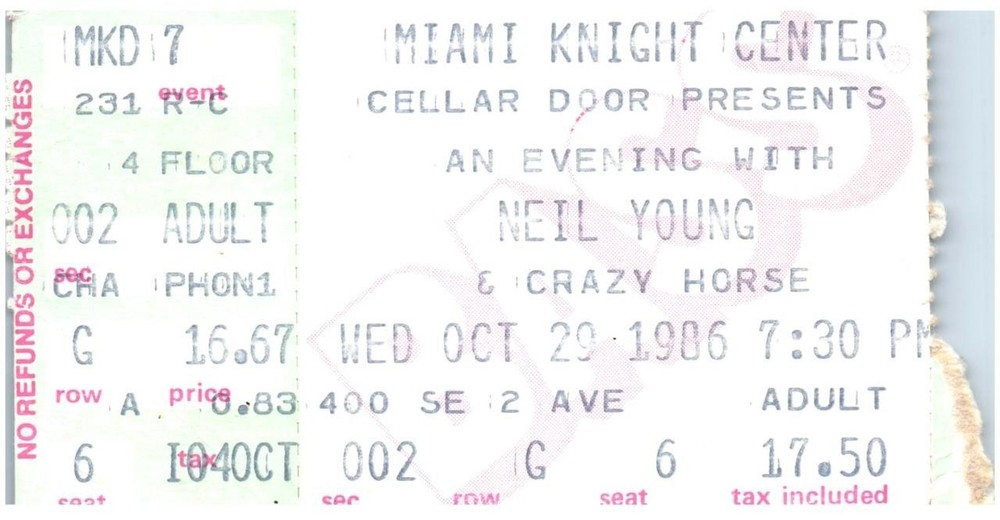 NO REFUNDS OR EXCHANGES
MKD 7
event
231 R-C
4 FLOOR
002 ADULT
sec
CHA PHON1
G 16.67
row A price 0.83
6 tax I04OCT
seat
MIAMI KNIGHT CENTER
CELLAR DOOR PRESENTS
AN EVENING WITH
NEIL YOUNG
& CRAZY HORSE
WED OCT 29 1986 7:30 PM
400 SE 2 AVE ADULT
002 G 6 17.50
sec row seat tax included